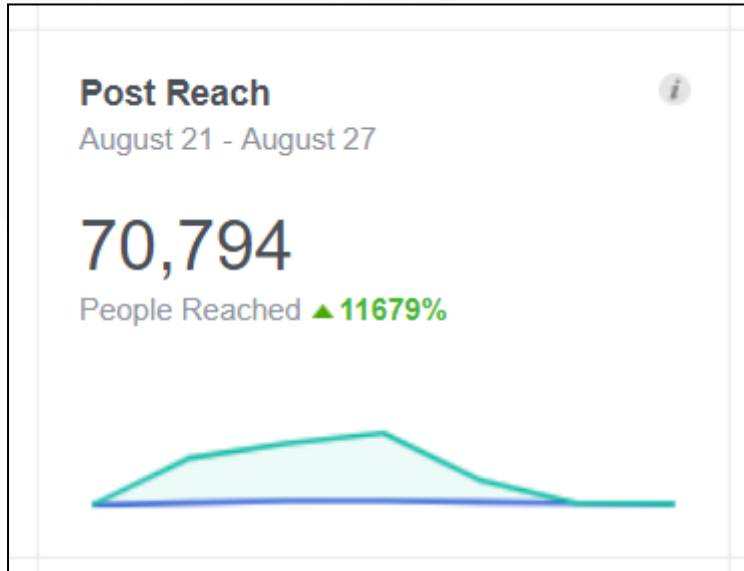 Post Reach
i
August 21 - August 27
70,794
People Reached ▲ 11679%